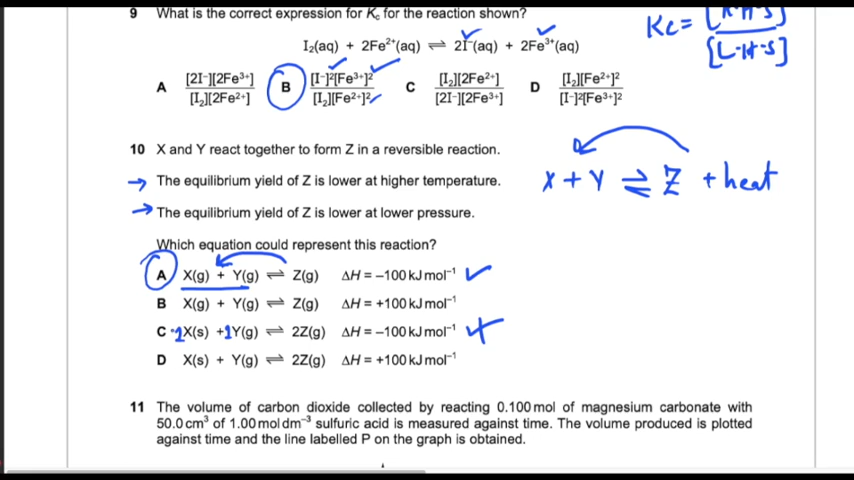 9 What is the correct expression for Kc for the reaction shown?
Kc = [R·H·S] / [L·H·S]
I₂(aq) + 2Fe²⁺(aq) ⇌ 2I⁻(aq) + 2Fe³⁺(aq)
A [2I⁻][2Fe³⁺] / [I₂][2Fe²⁺] B [I⁻]²[Fe³⁺]² / [I₂][Fe²⁺]² C [I₂][2Fe²⁺] / [2I⁻][2Fe³⁺] D [I₂][Fe²⁺]² / [I⁻]²[Fe³⁺]²
10 X and Y react together to form Z in a reversible reaction.
→ The equilibrium yield of Z is lower at higher temperature.
X + Y ⇌ Z + heat
→ The equilibrium yield of Z is lower at lower pressure.
Which equation could represent this reaction?
A X(g) + Y(g) ⇌ Z(g) ΔH = –100 kJ mol⁻¹ ✓
B X(g) + Y(g) ⇌ Z(g) ΔH = +100 kJ mol⁻¹
C 2X(s) + 1Y(g) ⇌ 2Z(g) ΔH = –100 kJ mol⁻¹
D X(s) + Y(g) ⇌ 2Z(g) ΔH = +100 kJ mol⁻¹
11 The volume of carbon dioxide collected by reacting 0.100 mol of magnesium carbonate with
50.0 cm³ of 1.00 mol dm⁻³ sulfuric acid is measured against time. The volume produced is plotted
against time and the line labelled P on the graph is obtained.